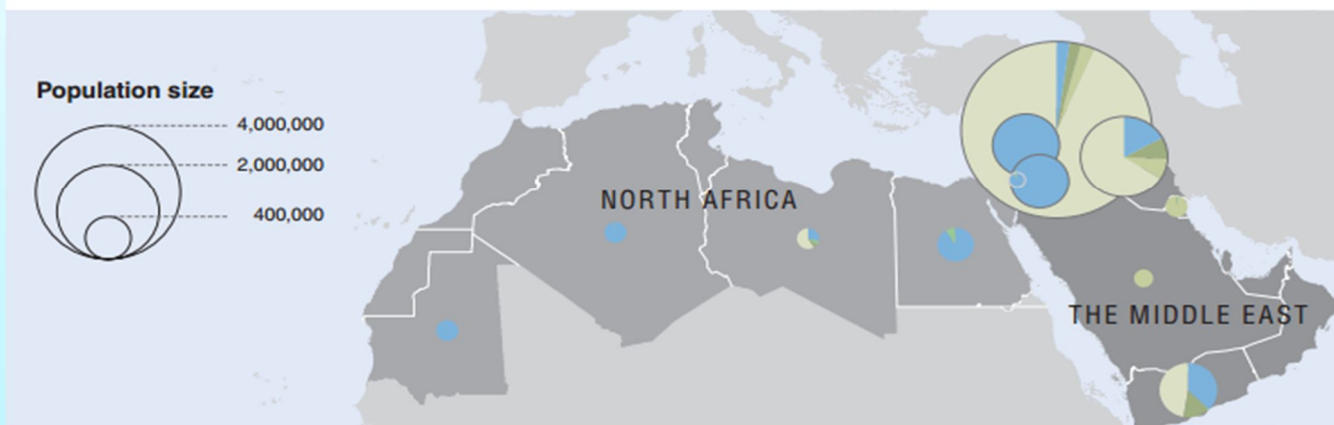 Population size
4,000,000
2,000,000
400,000
NORTH AFRICA
THE MIDDLE EAST